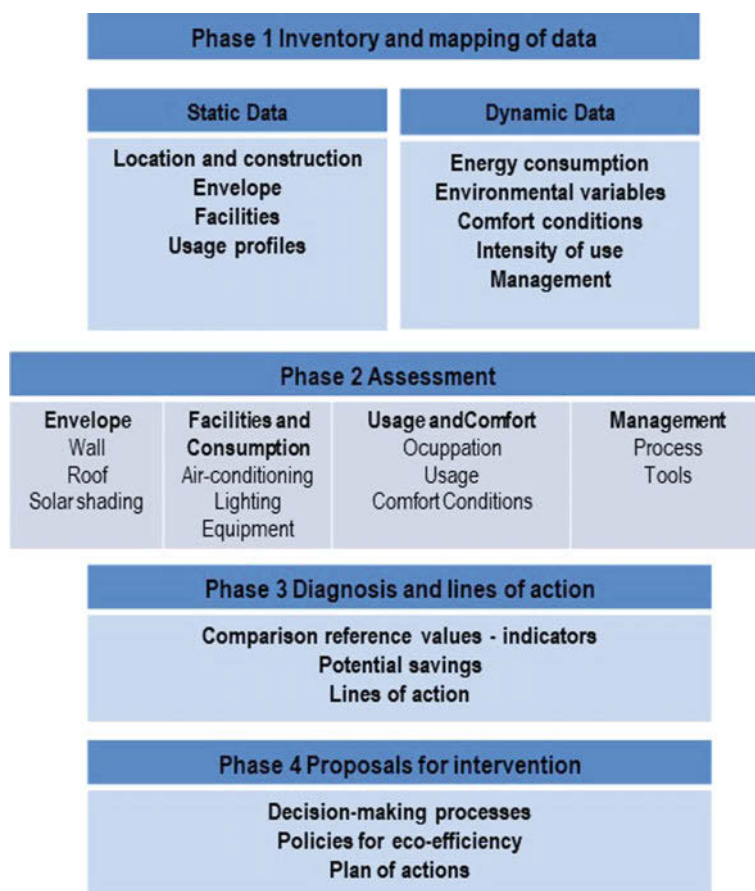 Phase 1 Inventory and mapping of data
Static Data
Location and construction
Envelope
Facilities
Usage profiles
Dynamic Data
Energy consumption
Environmental variables
Comfort conditions
Intensity of use
Management
Phase 2 Assessment
Envelope
Wall
Roof
Solar shading
Facilities and
Consumption
Air-conditioning
Lighting
Equipment
Usage and Comfort
Ocuppation
Usage
Comfort Conditions
Management
Process
Tools
Phase 3 Diagnosis and lines of action
Comparison reference values - indicators
Potential savings
Lines of action
Phase 4 Proposals for intervention
Decision-making processes
Policies for eco-efficiency
Plan of actions